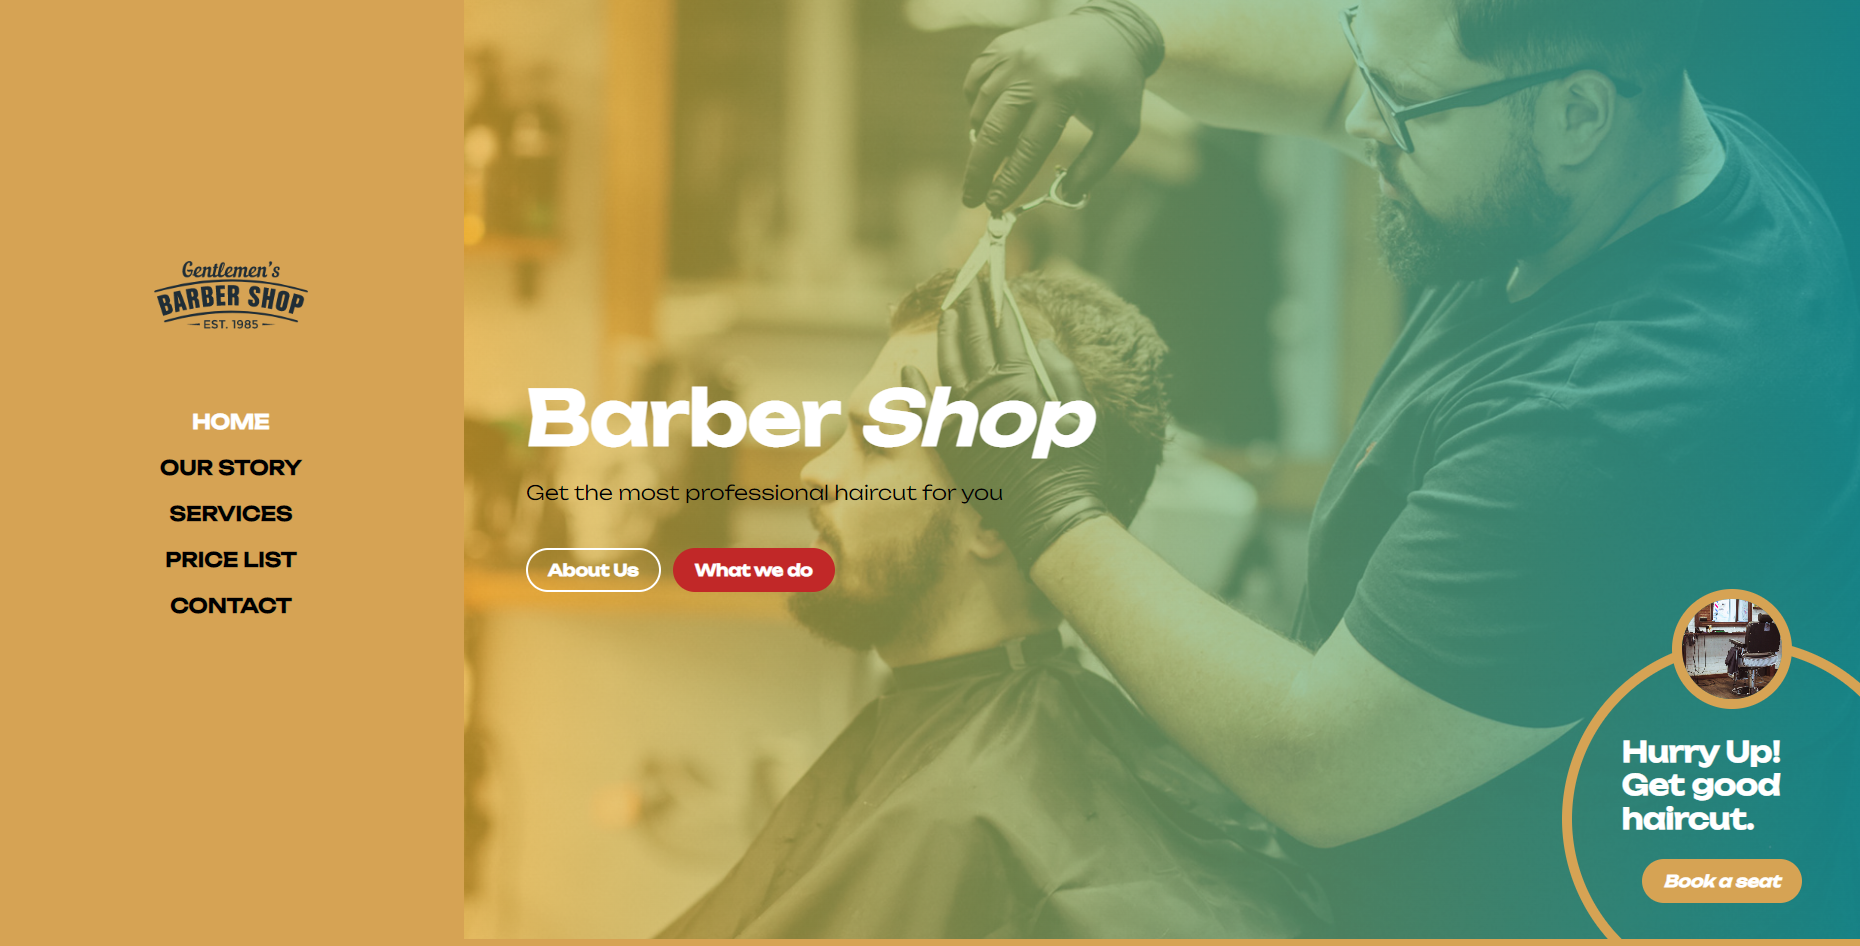 Gentlemen's
BARBER SHOP
EST. 1985
HOME
OUR STORY
SERVICES
PRICE LIST
CONTACT
Barber Shop
Get the most professional haircut for you
About Us
What we do
Hurry Up!
Get good
haircut.
Book a seat